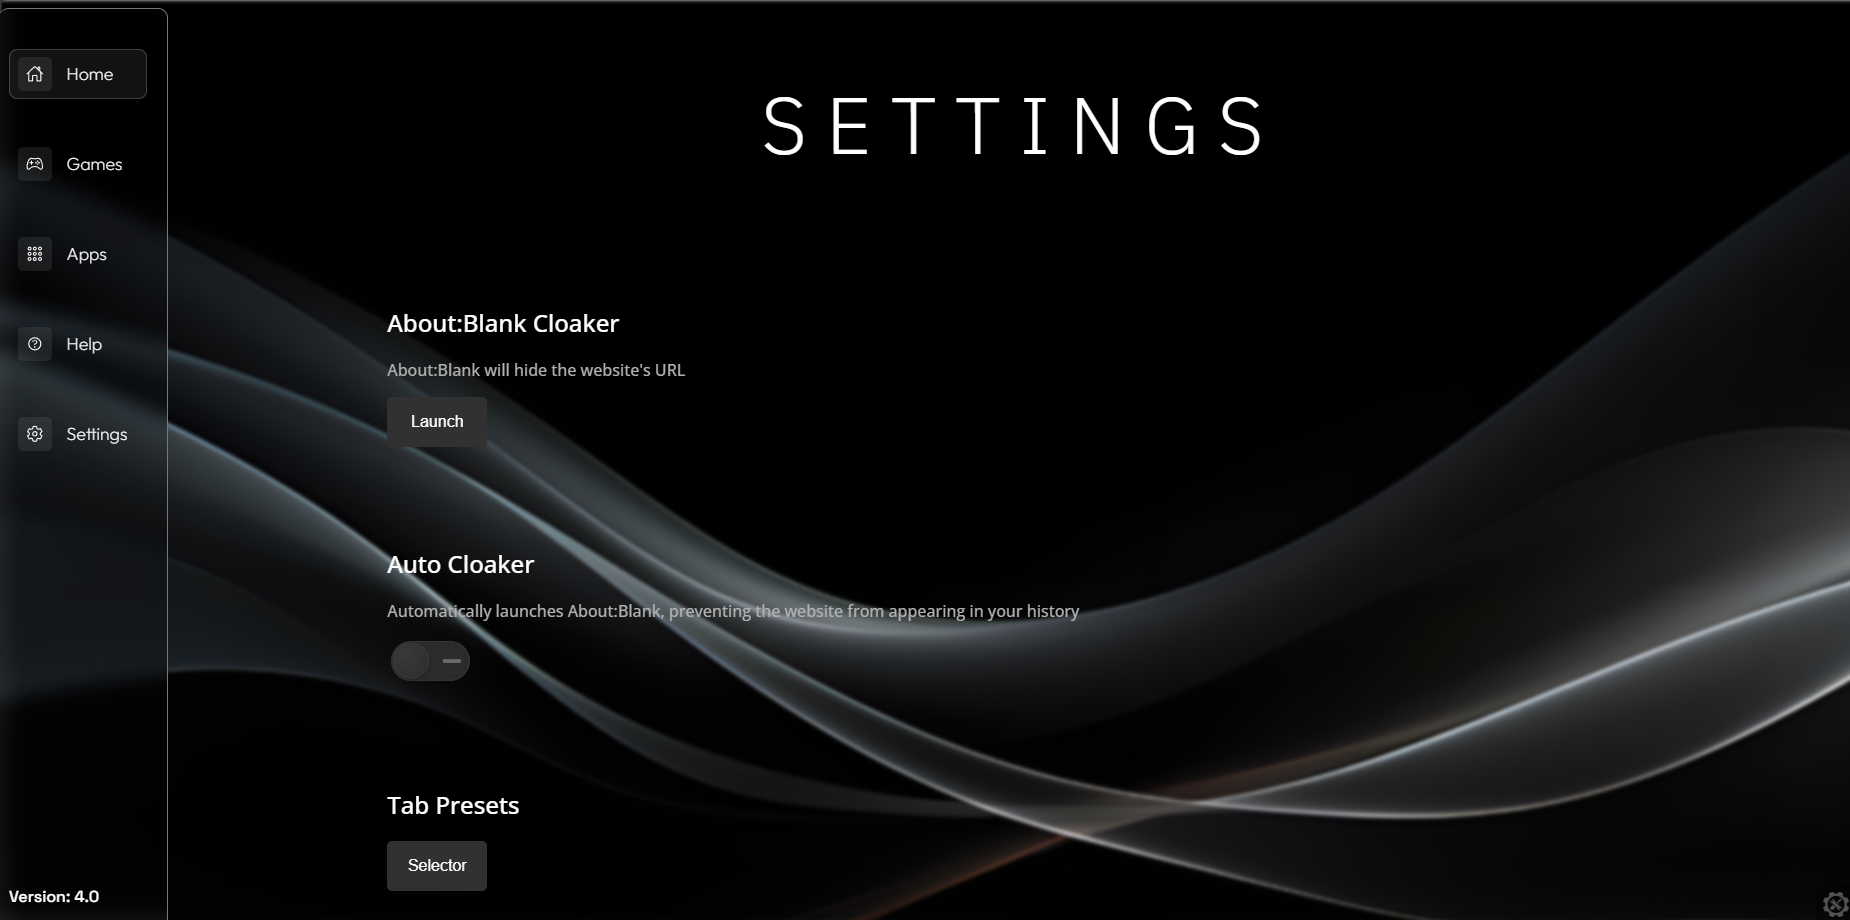 Home
Games
Apps
Help
Settings
Version: 4.0
SETTINGS
About:Blank Cloaker
About:Blank will hide the website's URL
Launch
Auto Cloaker
Automatically launches About:Blank, preventing the website from appearing in your history
Tab Presets
Selector